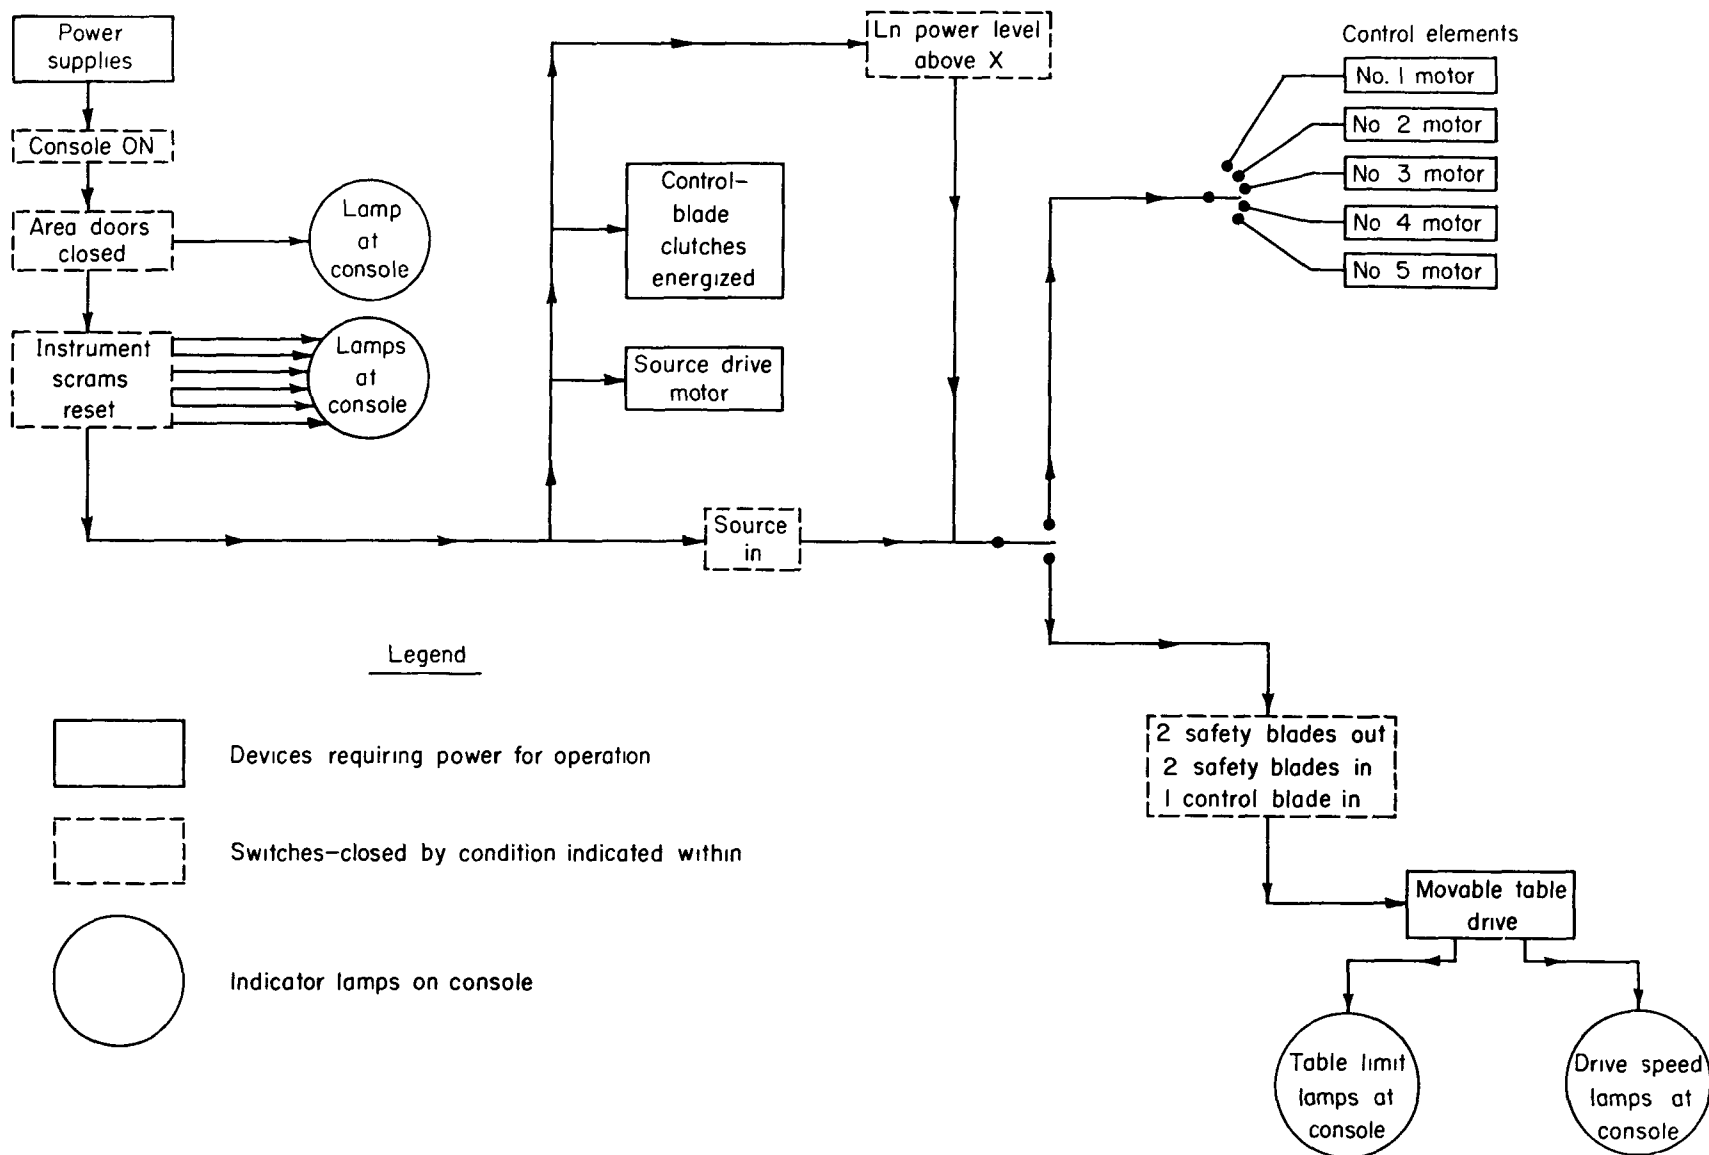 Power
supplies
Console ON
Area doors
closed
Lamp
at
console
Instrument
scrams
reset
Lamps
at
console
Ln power level
above X
Control-
blade
clutches
energized
Source drive
motor
Source
in
Control elements
No. 1 motor
No 2 motor
No 3 motor
No 4 motor
No 5 motor
2 safety blades out
2 safety blades in
1 control blade in
Movable table
drive
Table limit
lamps at
console
Drive speed
lamps at
console
Legend
Devices requiring power for operation
Switches-closed by condition indicated within
Indicator lamps on console